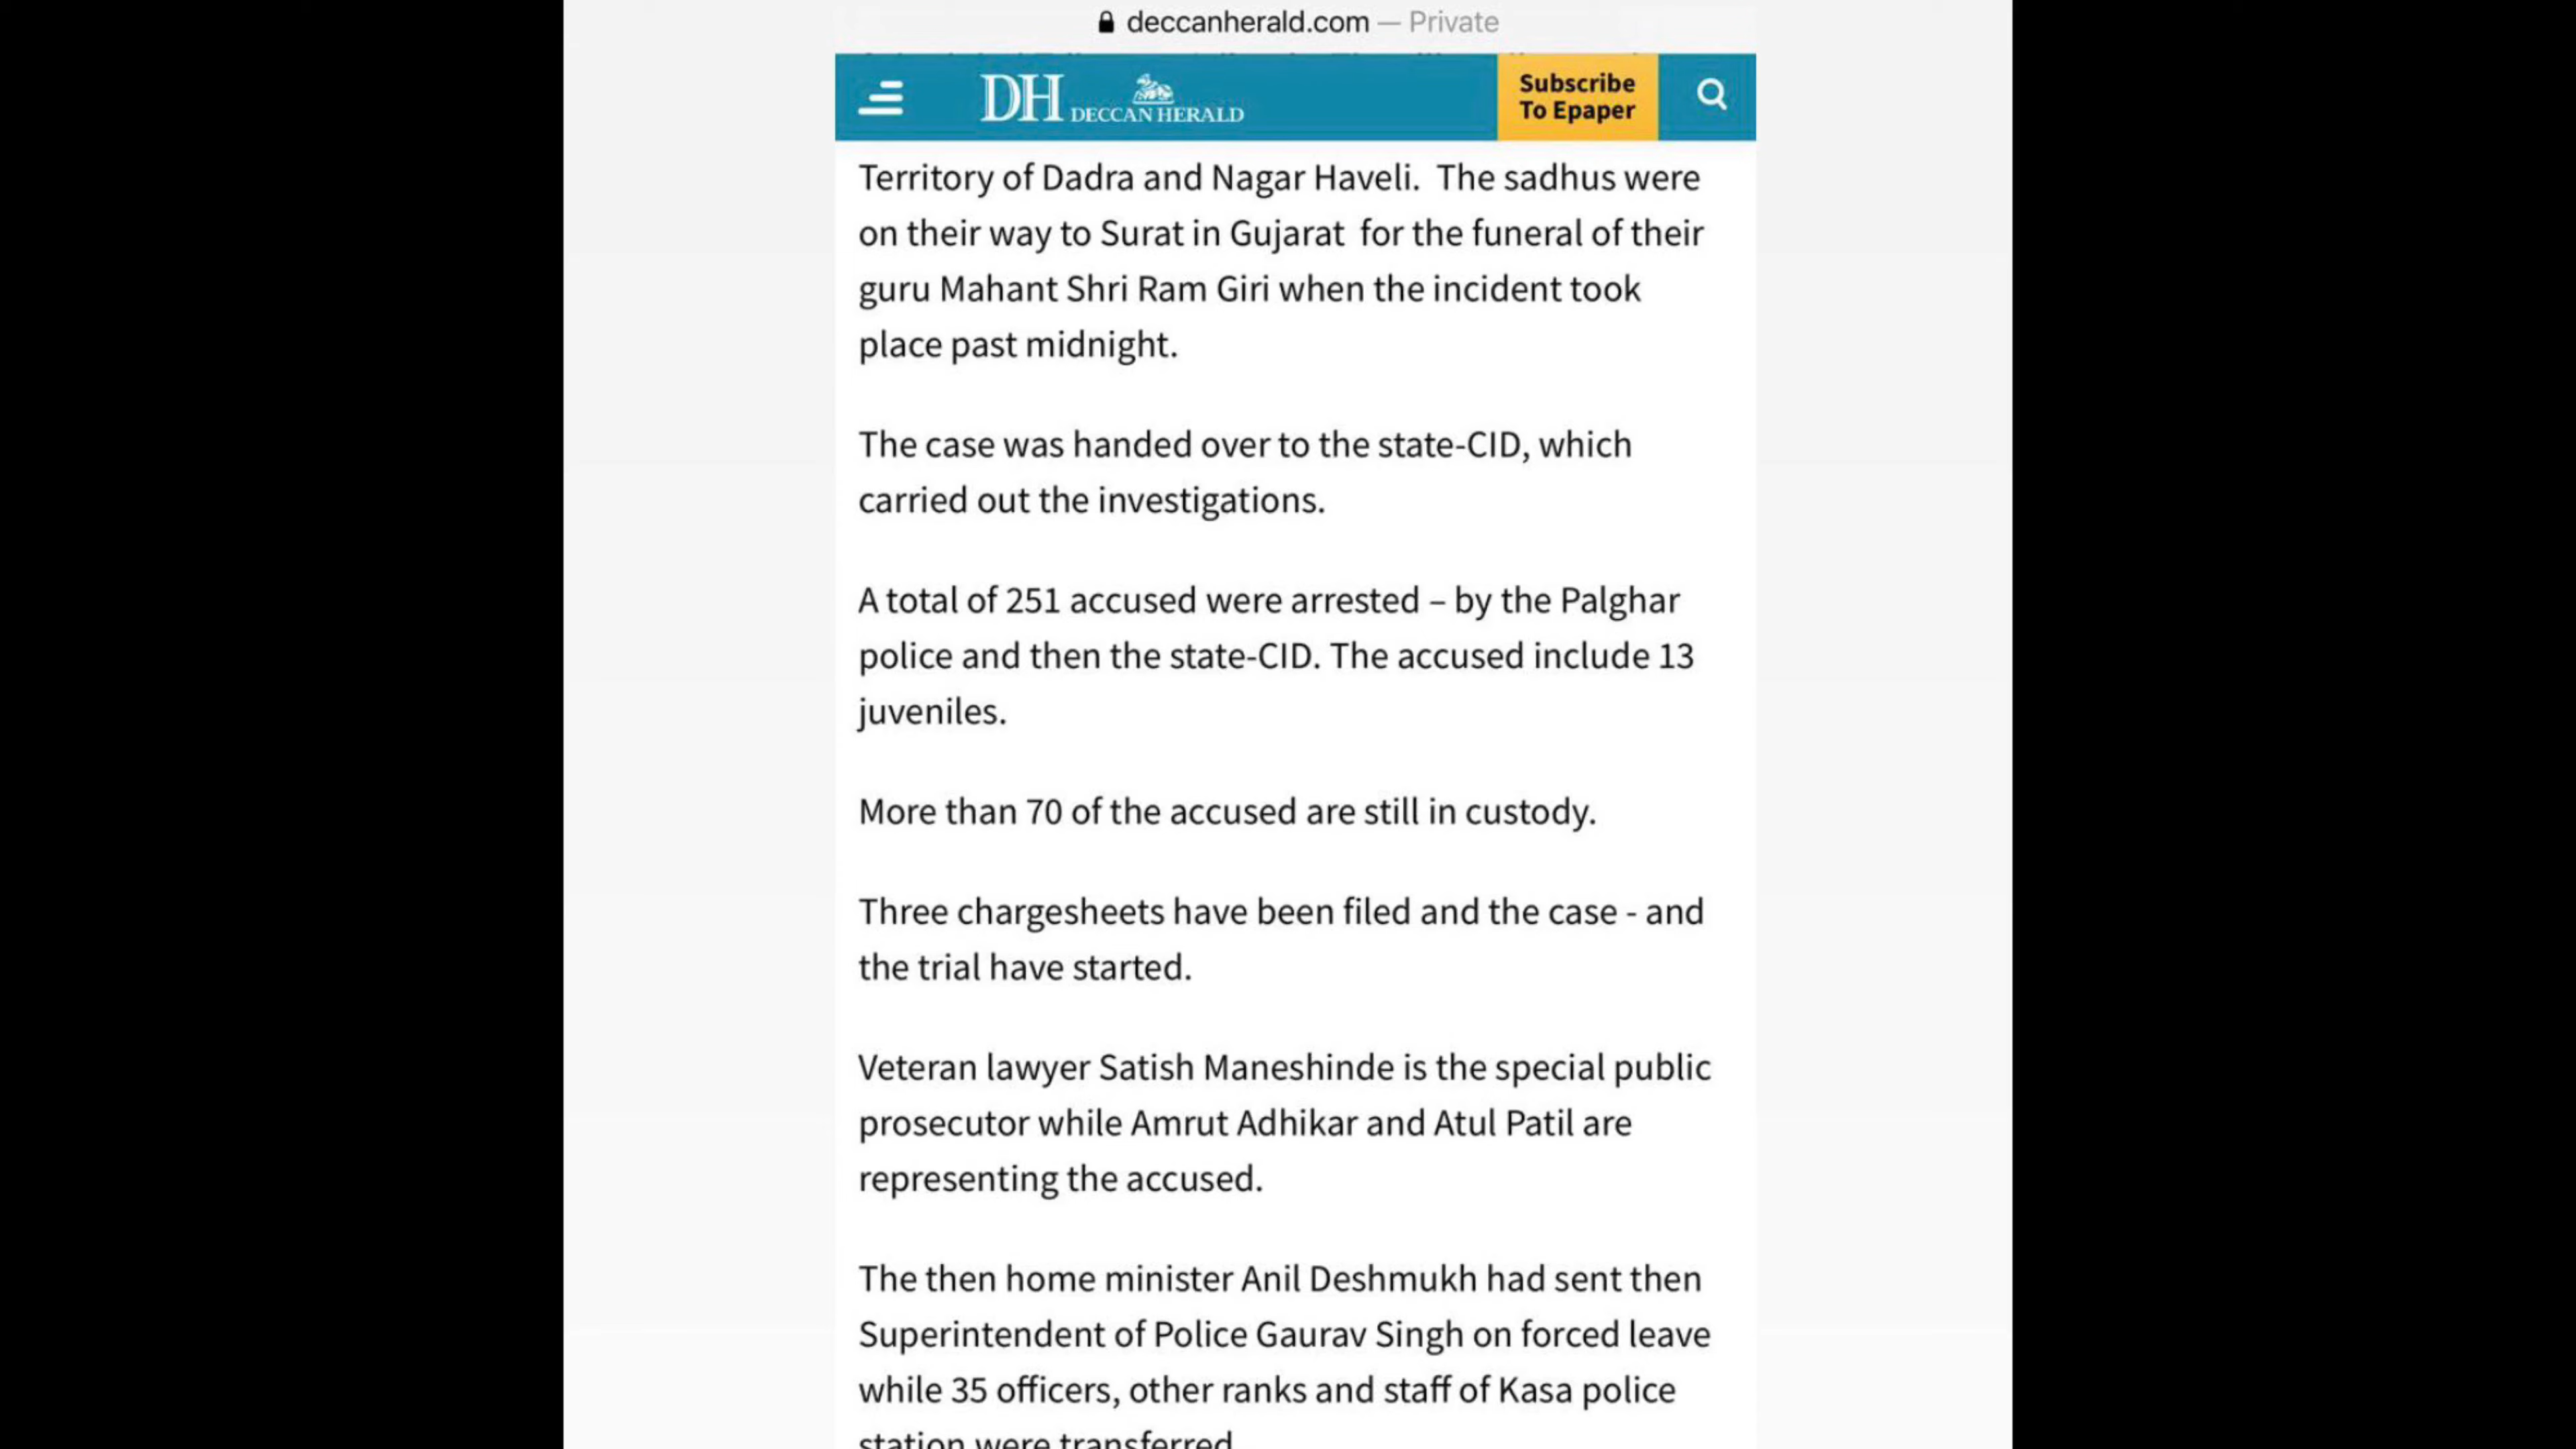 deccanherald.com — Private
DH DECCAN HERALD
Subscribe
To Epaper
Territory of Dadra and Nagar Haveli. The sadhus were
on their way to Surat in Gujarat for the funeral of their
guru Mahant Shri Ram Giri when the incident took
place past midnight.
The case was handed over to the state-CID, which
carried out the investigations.
A total of 251 accused were arrested – by the Palghar
police and then the state-CID. The accused include 13
juveniles.
More than 70 of the accused are still in custody.
Three chargesheets have been filed and the case - and
the trial have started.
Veteran lawyer Satish Maneshinde is the special public
prosecutor while Amrut Adhikar and Atul Patil are
representing the accused.
The then home minister Anil Deshmukh had sent then
Superintendent of Police Gaurav Singh on forced leave
while 35 officers, other ranks and staff of Kasa police
station were transferred